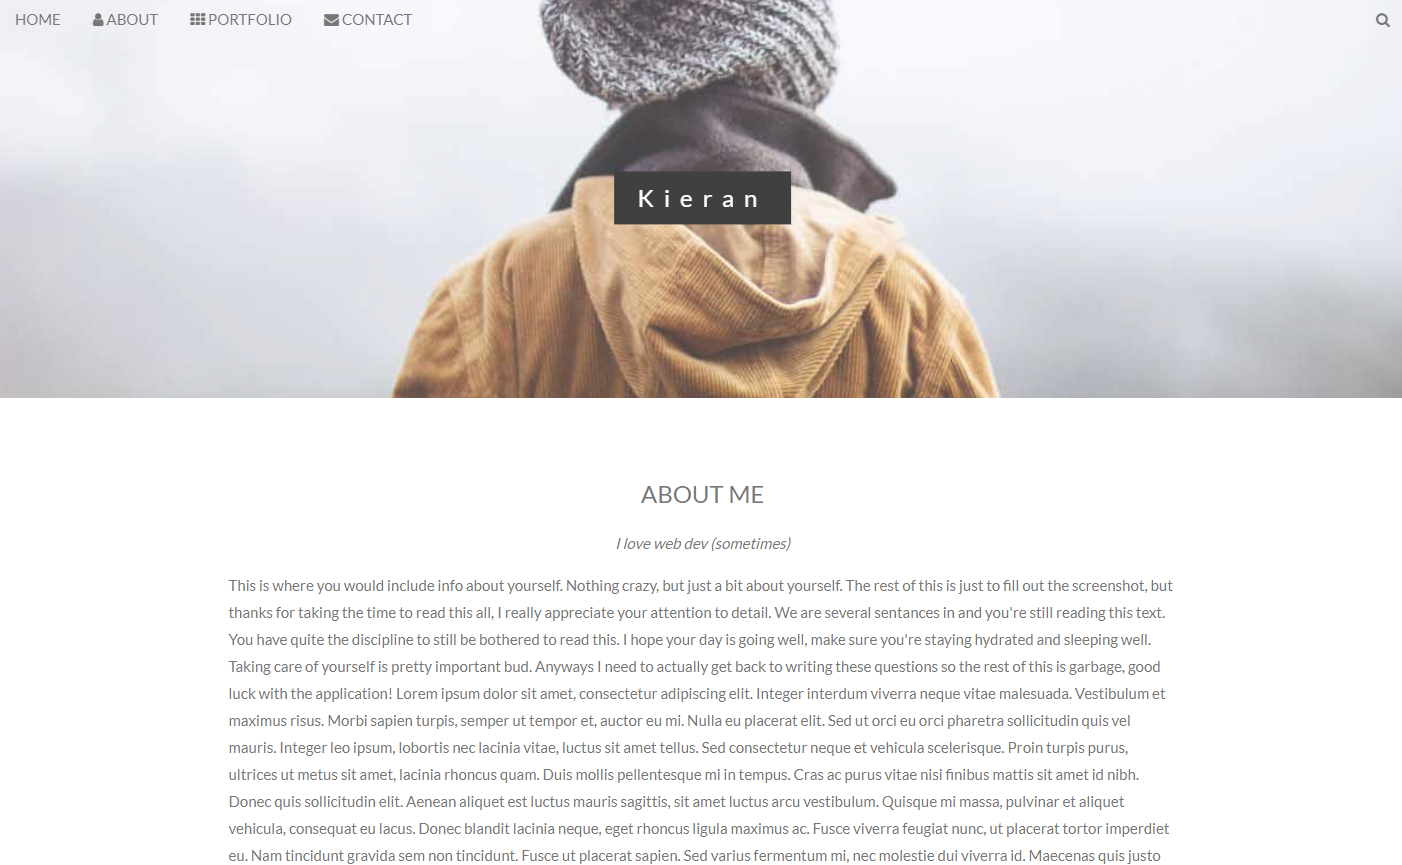 HOME ABOUT PORTFOLIO CONTACT
Kieran
ABOUT ME
I love web dev (sometimes)
This is where you would include info about yourself. Nothing crazy, but just a bit about yourself. The rest of this is just to fill out the screenshot, but
thanks for taking the time to read this all, I really appreciate your attention to detail. We are several sentances in and you're still reading this text.
You have quite the discipline to still be bothered to read this. I hope your day is going well, make sure you're staying hydrated and sleeping well.
Taking care of yourself is pretty important bud. Anyways I need to actually get back to writing these questions so the rest of this is garbage, good
luck with the application! Lorem ipsum dolor sit amet, consectetur adipiscing elit. Integer interdum viverra neque vitae malesuada. Vestibulum et
maximus risus. Morbi sapien turpis, semper ut tempor et, auctor eu mi. Nulla eu placerat elit. Sed ut orci eu orci pharetra sollicitudin quis vel
mauris. Integer leo ipsum, lobortis nec lacinia vitae, luctus sit amet tellus. Sed consectetur neque et vehicula scelerisque. Proin turpis purus,
ultrices ut metus sit amet, lacinia rhoncus quam. Duis mollis pellentesque mi in tempus. Cras ac purus vitae nisi finibus mattis sit amet id nibh.
Donec quis sollicitudin elit. Aenean aliquet est luctus mauris sagittis, sit amet luctus arcu vestibulum. Quisque mi massa, pulvinar et aliquet
vehicula, consequat eu lacus. Donec blandit lacinia neque, eget rhoncus ligula maximus ac. Fusce viverra feugiat nunc, ut placerat tortor imperdiet
eu. Nam tincidunt gravida sem non tincidunt. Fusce ut placerat sapien. Sed varius fermentum mi, nec molestie dui viverra id. Maecenas quis justo